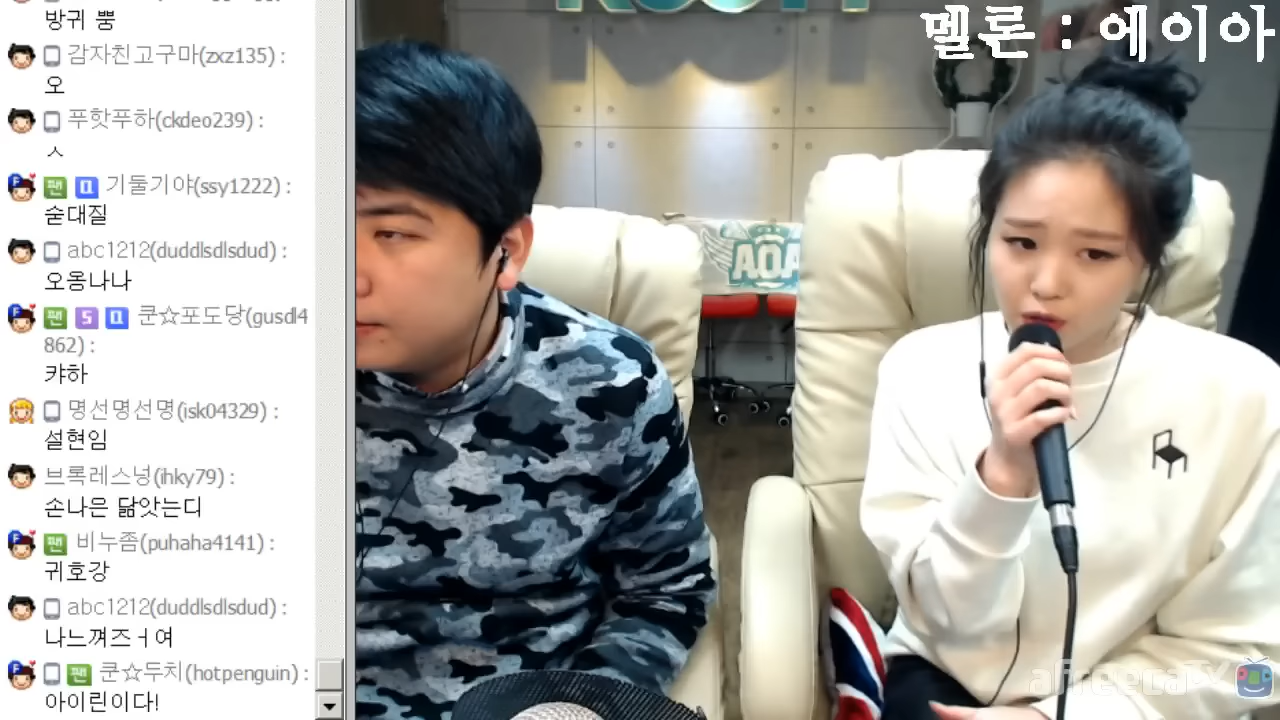 방귀 뿡
감자친고구마(zxz135) :
오
푸핫푸하(ckdeo239) :
ㅅ
팬 기둘기야(ssy1222) :
숟대질
abc1212(duddlsdlsdud) :
오옹나나
팬 S 쿤☆포도당(gusdl4
862) :
캬하
명선명선명(isk04329) :
설현임
브록레스넝(ihky79) :
손나은 닮앗는디
팬 비누좀(puhaha4141) :
귀호강
abc1212(duddlsdlsdud) :
나느껴즈ㅓ여
팬 쿤☆두치(hotpenguin) :
아이린이다!
멜론 : 에이아
AOA
afreecaTV